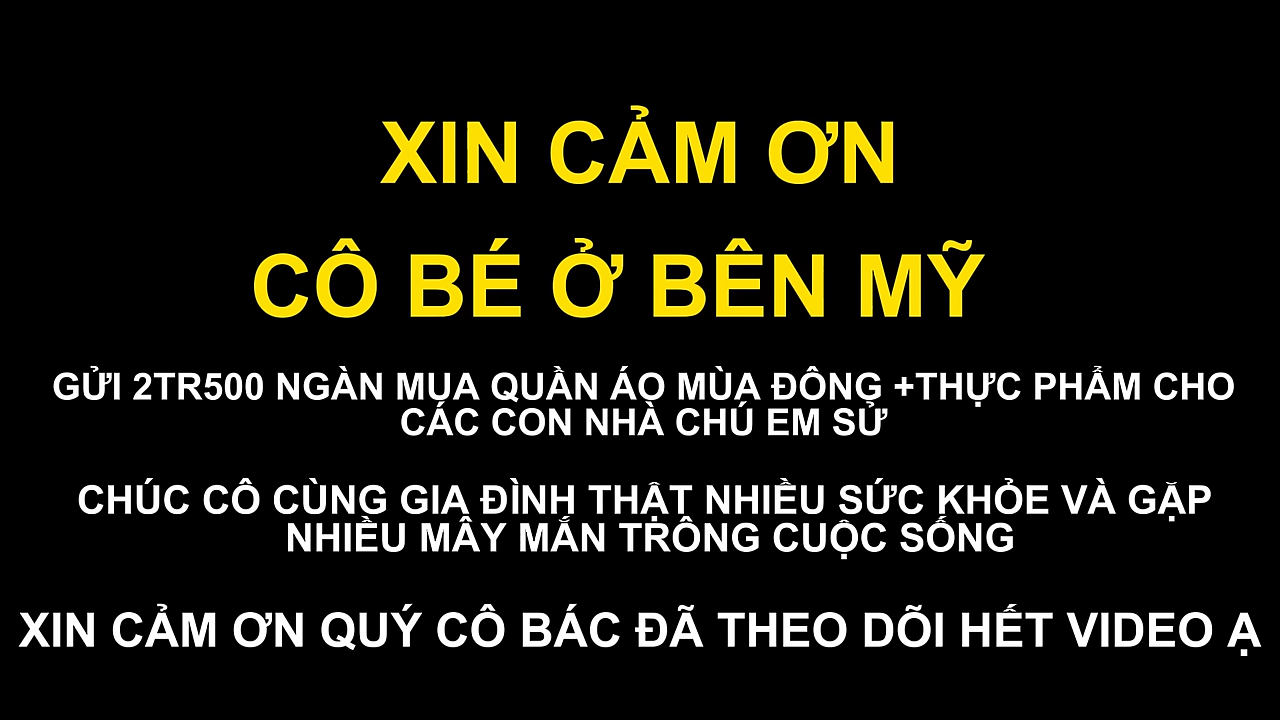 XIN CẢM ƠN
CÔ BÉ Ở BÊN MỸ
GỬI 2TR500 NGÀN MUA QUẦN ÁO MÙA ĐÔNG +THỰC PHẨM CHO
CÁC CON NHÀ CHÚ EM SỬ
CHÚC CÔ CÙNG GIA ĐÌNH THẬT NHIỀU SỨC KHỎE VÀ GẶP
NHIỀU MÂY MẮN TRÔNG CUỘC SỐNG
XIN CẢM ƠN QUÝ CÔ BÁC ĐÃ THEO DÕI HẾT VIDEO Ạ